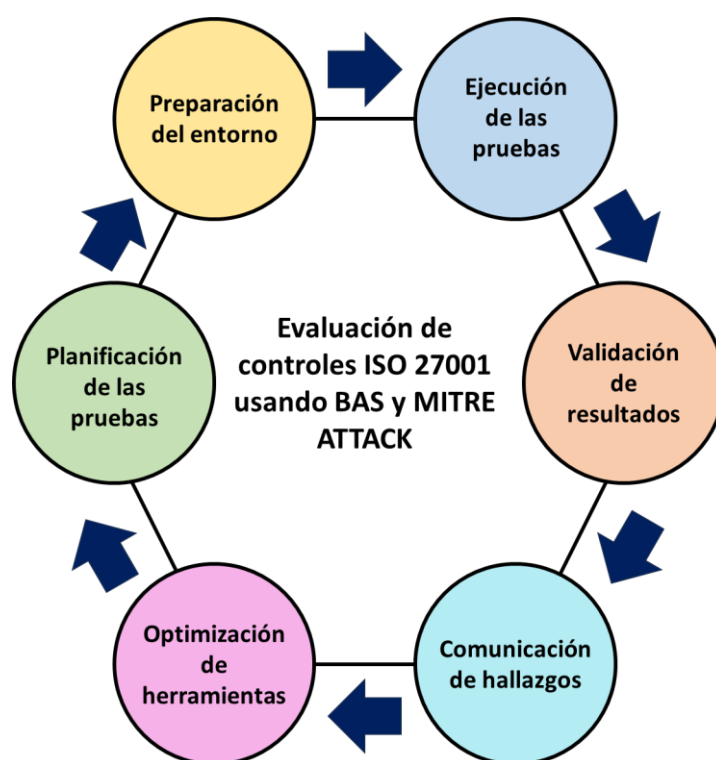 Preparación
del entorno
Ejecución
de las
pruebas
Planificación
de las
pruebas
Evaluación de
controles ISO 27001
usando BAS y MITRE
ATTACK
Validación
de
resultados
Optimización
de
herramientas
Comunicación
de hallazgos